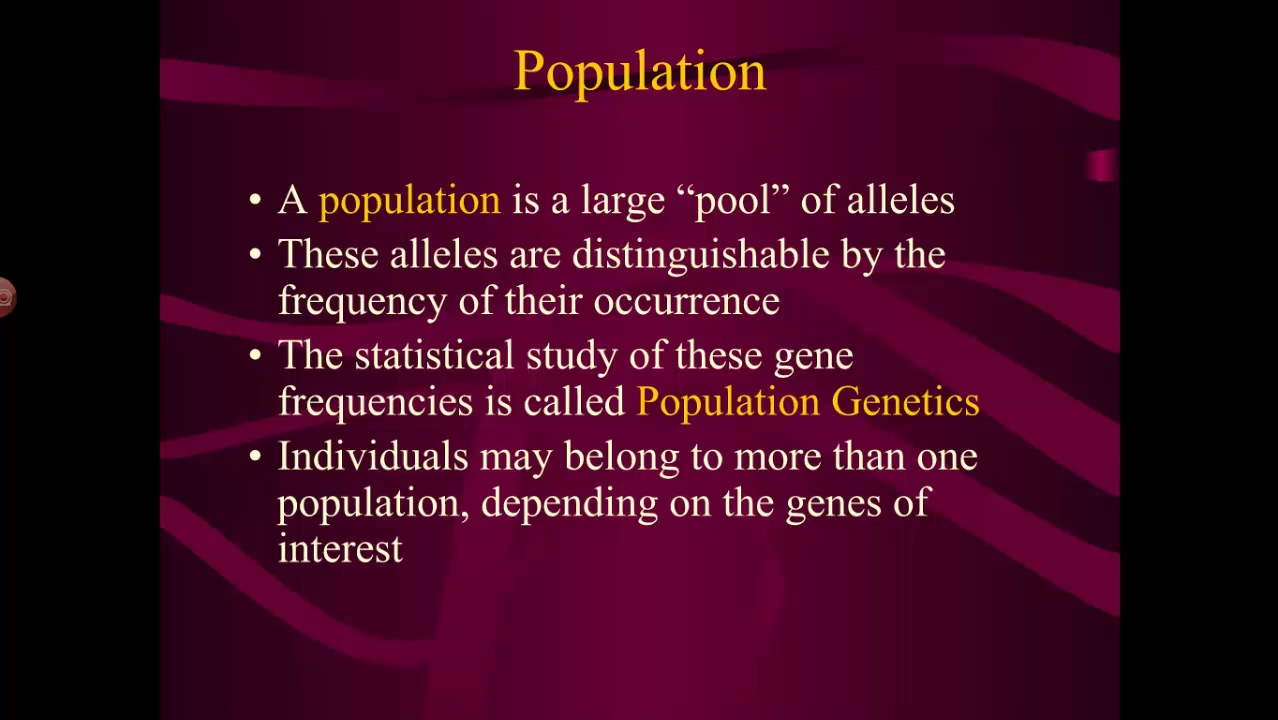 Population
• A population is a large “pool” of alleles
• These alleles are distinguishable by the
frequency of their occurrence
• The statistical study of these gene
frequencies is called Population Genetics
• Individuals may belong to more than one
population, depending on the genes of
interest